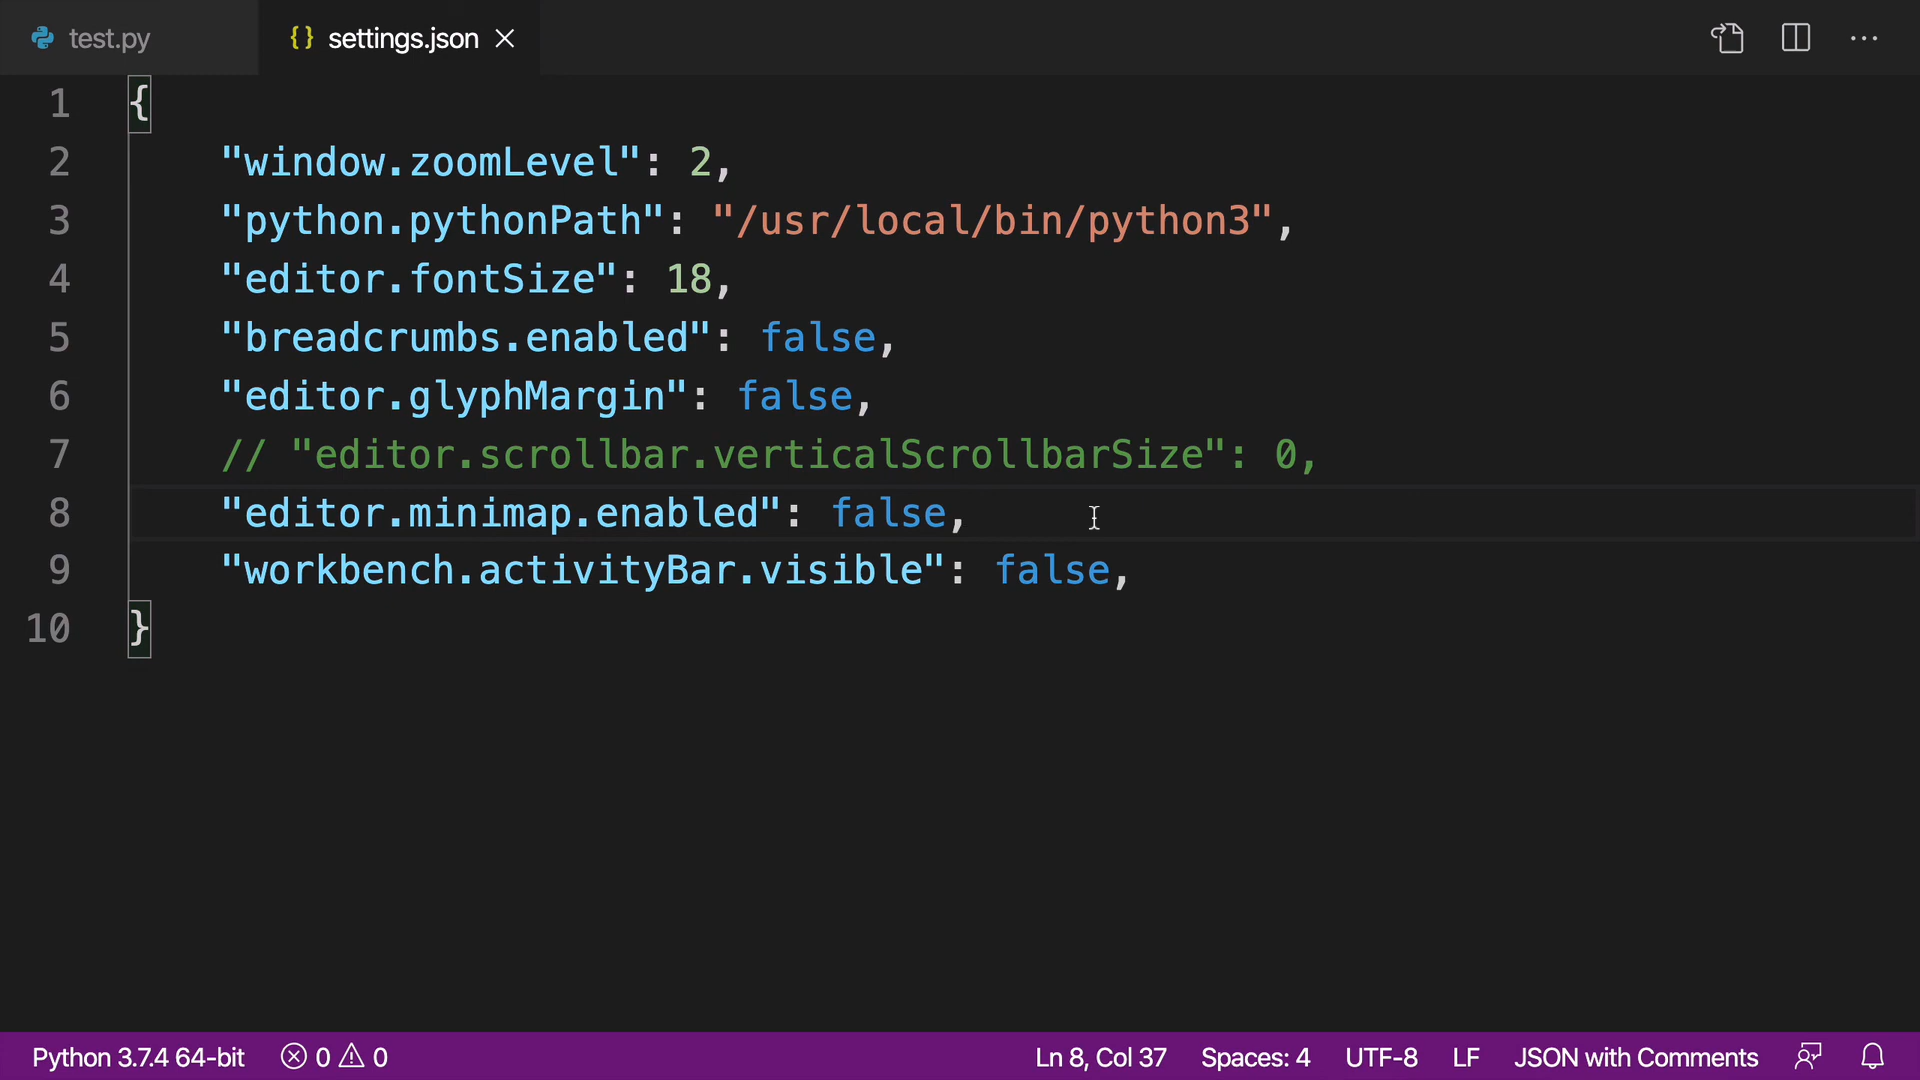 test.py {} settings.json
1 {
2 "window.zoomLevel": 2,
3 "python.pythonPath": "/usr/local/bin/python3",
4 "editor.fontSize": 18,
5 "breadcrumbs.enabled": false,
6 "editor.glyphMargin": false,
7 // "editor.scrollbar.verticalScrollbarSize": 0,
8 "editor.minimap.enabled": false,
9 "workbench.activityBar.visible": false,
10 }
Python 3.7.4 64-bit 0 0 Ln 8, Col 37 Spaces: 4 UTF-8 LF JSON with Comments